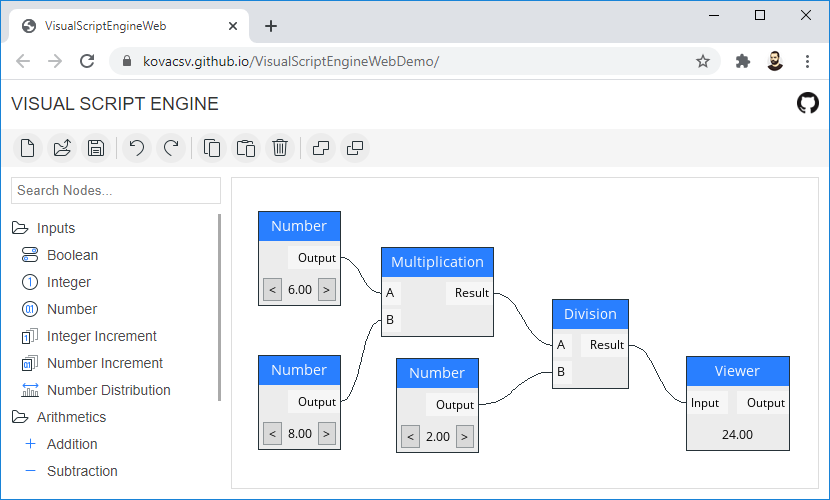 VisualScriptEngineWeb
kovacsv.github.io/VisualScriptEngineWebDemo/
VISUAL SCRIPT ENGINE
Search Nodes...
Inputs
Boolean
Integer
Number
Integer Increment
Number Increment
Number Distribution
Arithmetics
Addition
Subtraction
Number
Output
< 6.00 >
Number
Output
< 8.00 >
Multiplication
A Result
B
Number
Output
< 2.00 >
Division
A Result
B
Viewer
Input Output
24.00